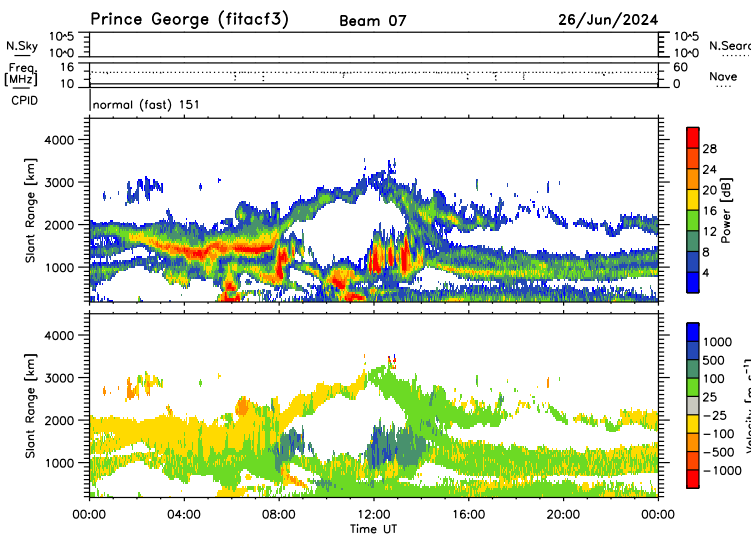 Prince George (fitacf3) Beam 07 26/Jun/2024
N.Sky 10^5 10^0 10^5 10^0 N.Sear
Freq. [MHz] 16 10 60 0 Nave
CPID normal (fast) 151
Slant Range [km] 4000 3000 2000 1000
28 24 20 16 12 8 4 Power [dB]
Slant Range [km] 4000 3000 2000 1000
1000 500 100 25 -25 -100 -500 -1000 Velocity [m s-1]
00:00 04:00 08:00 12:00 16:00 20:00 00:00
Time UT